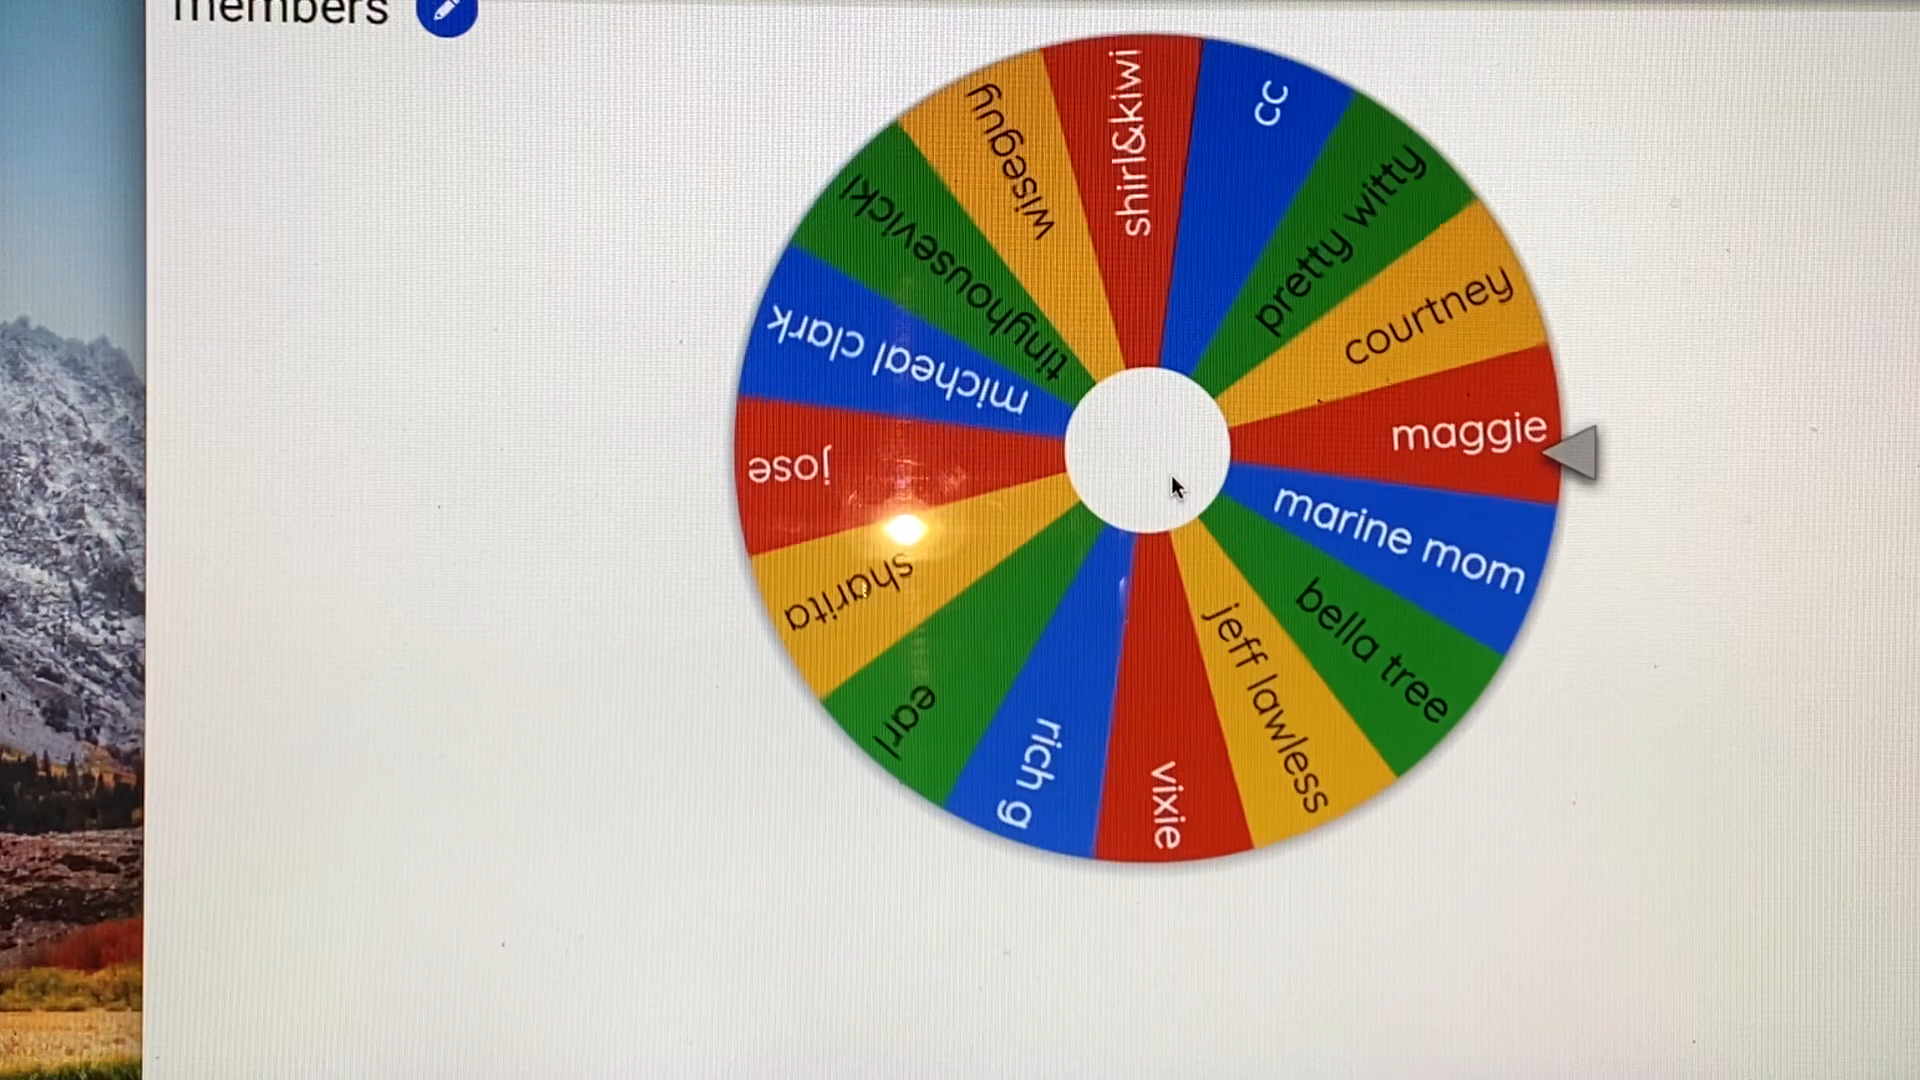 members
shirl&kiwi
cc
pretty witty
courtney
maggie
marine mom
bella tree
jeff lawless
vixie
rich g
earl
sharita
jose
micheal clark
tinyhousevicki
wiseguy